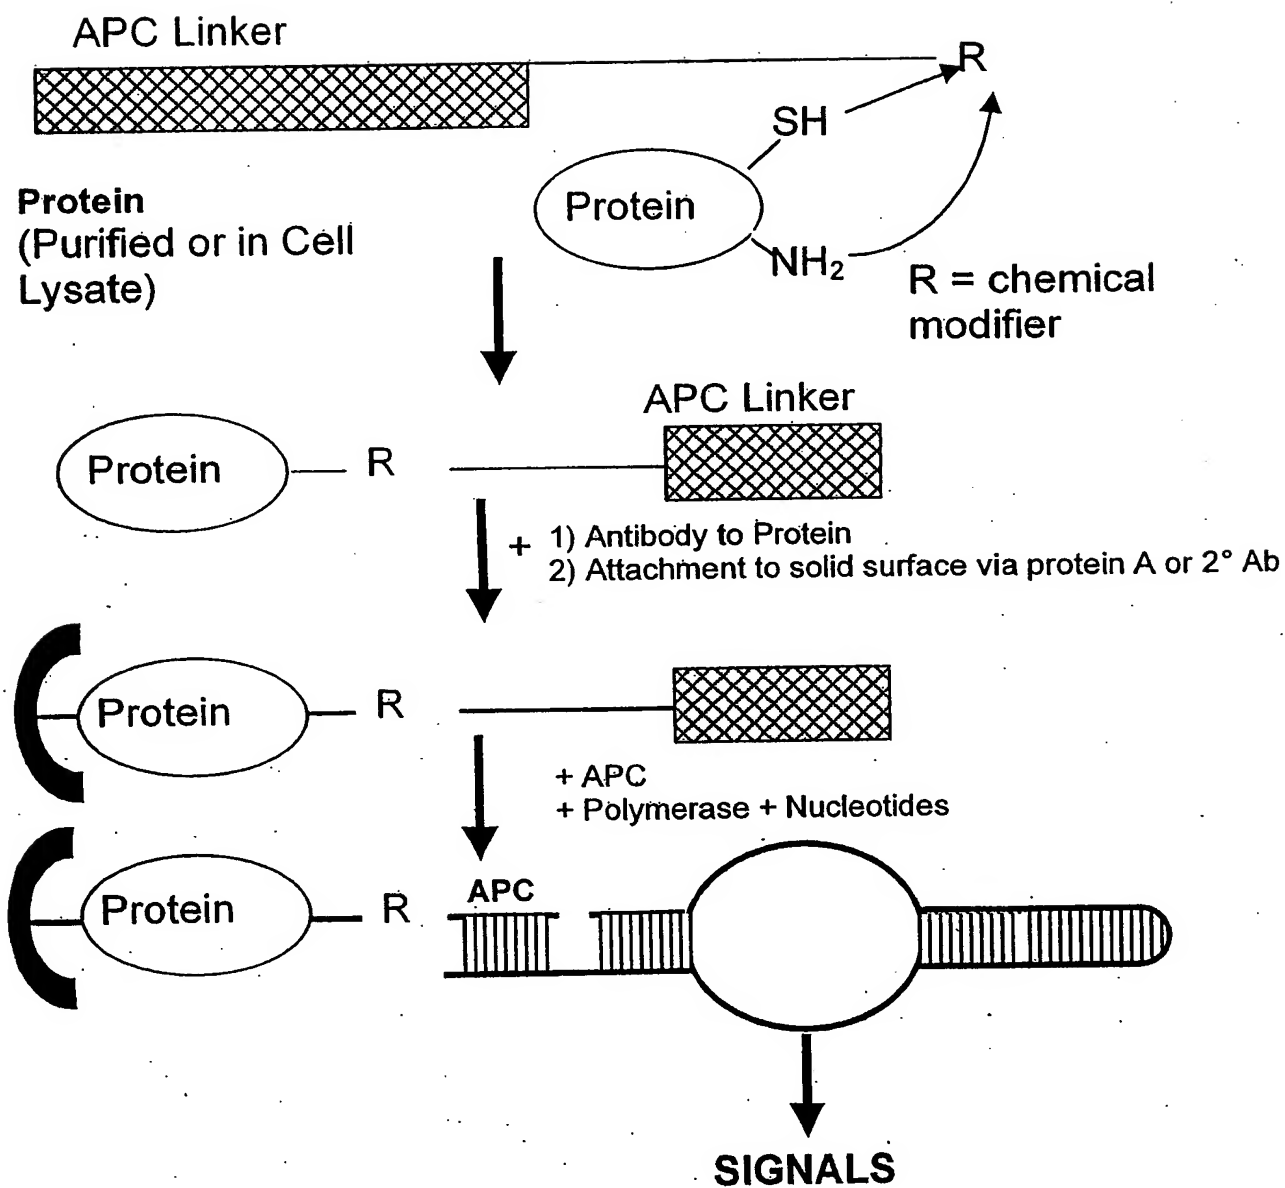 APC Linker
R
SH
Protein
(Purified or in Cell
Lysate)
Protein
NH₂
R = chemical
modifier
APC Linker
Protein
R
+ 1) Antibody to Protein
2) Attachment to solid surface via protein A or 2° Ab
Protein
R
+ APC
+ Polymerase + Nucleotides
APC
Protein
R
SIGNALS